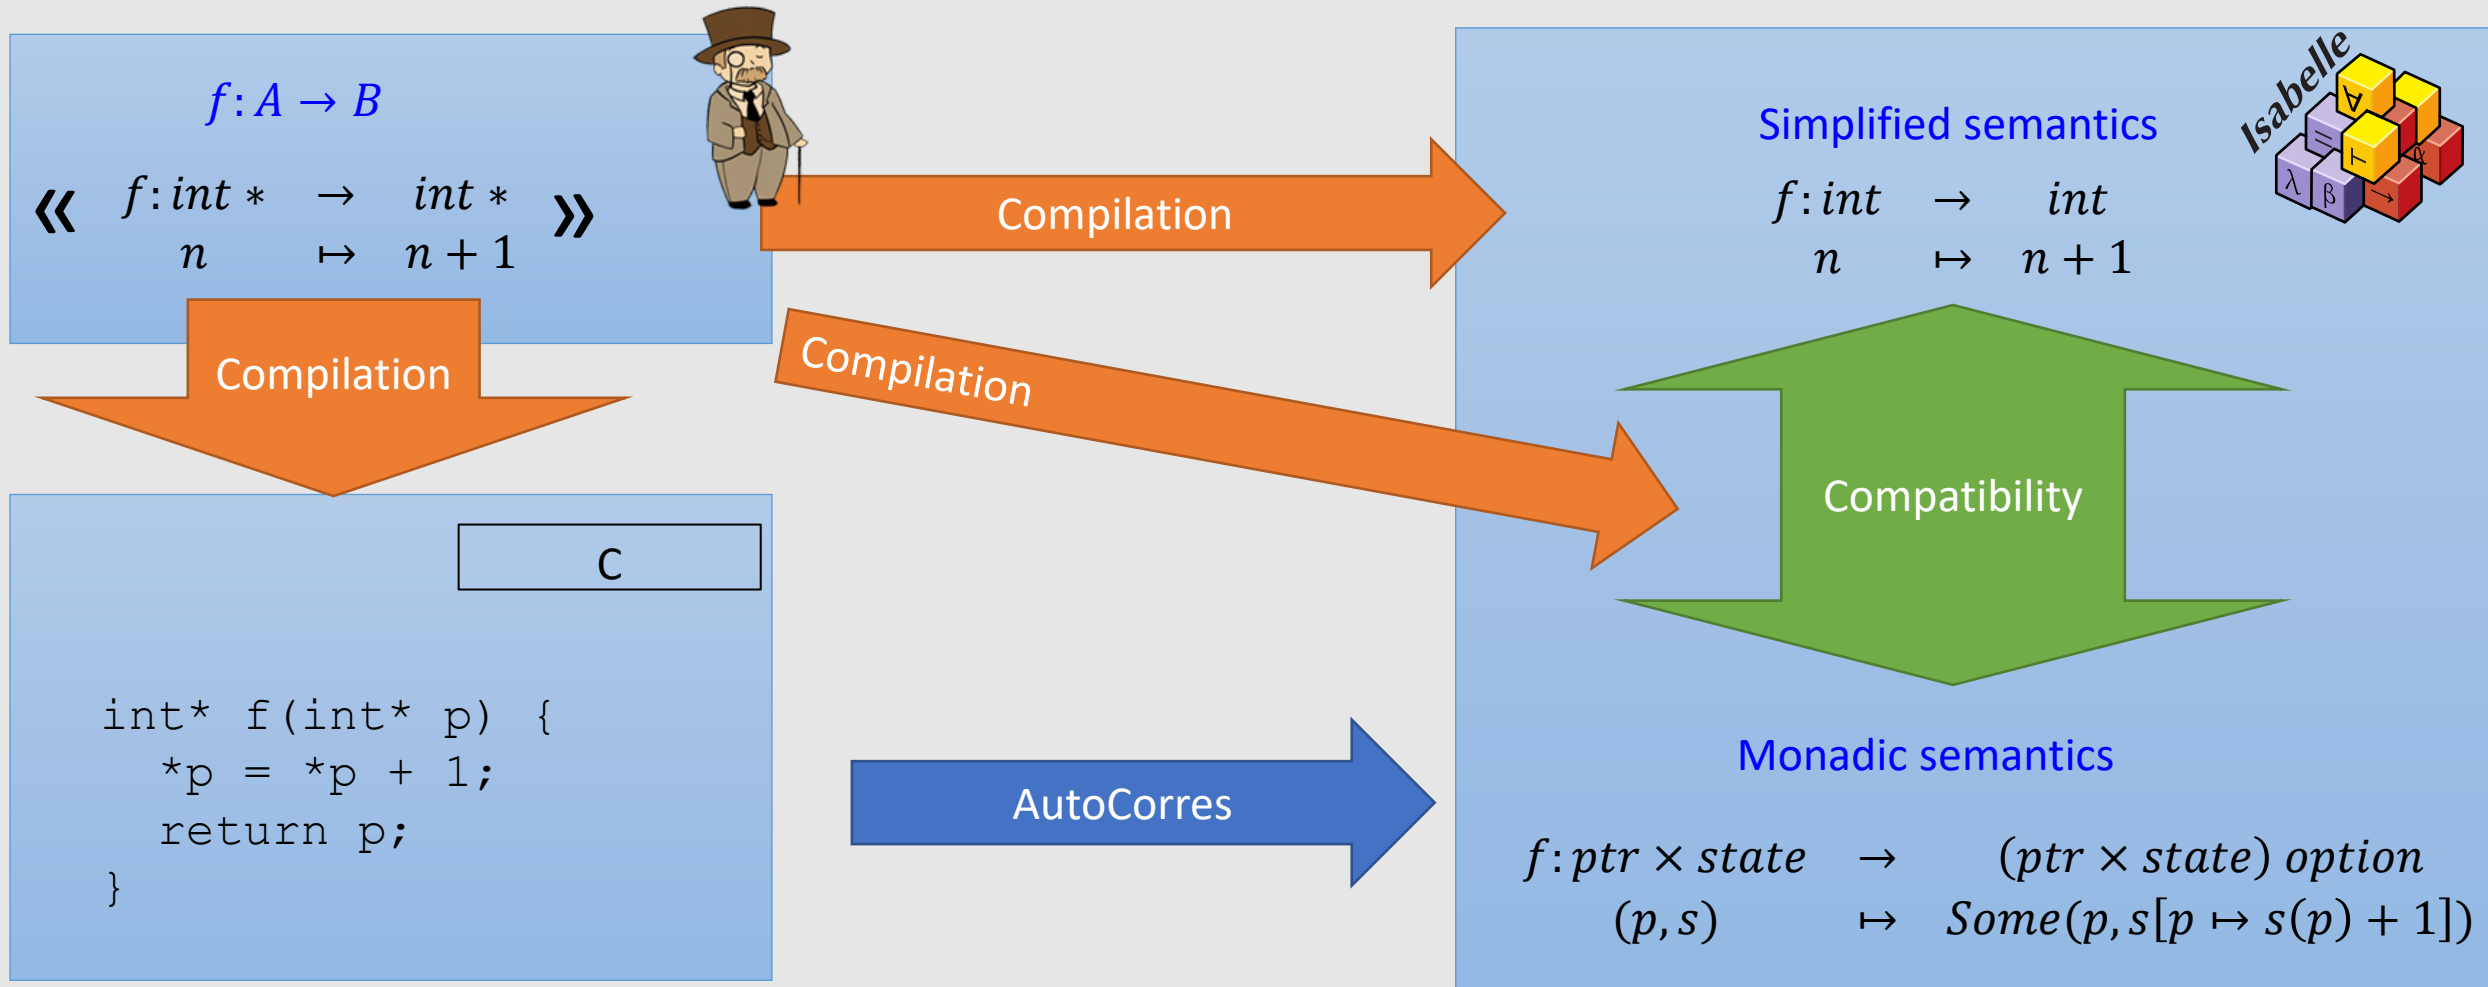 f: A → B
« f: int * → int * »
n ↦ n + 1
Compilation
Compilation
Compilation
Simplified semantics
f: int → int
n ↦ n + 1
Isabelle
∀
=
⊢
α
λ
β
→
Compatibility
C
int* f(int* p) {
*p = *p + 1;
return p;
}
AutoCorres
Monadic semantics
f: ptr × state → (ptr × state) option
(p, s) ↦ Some(p, s[p ↦ s(p) + 1])